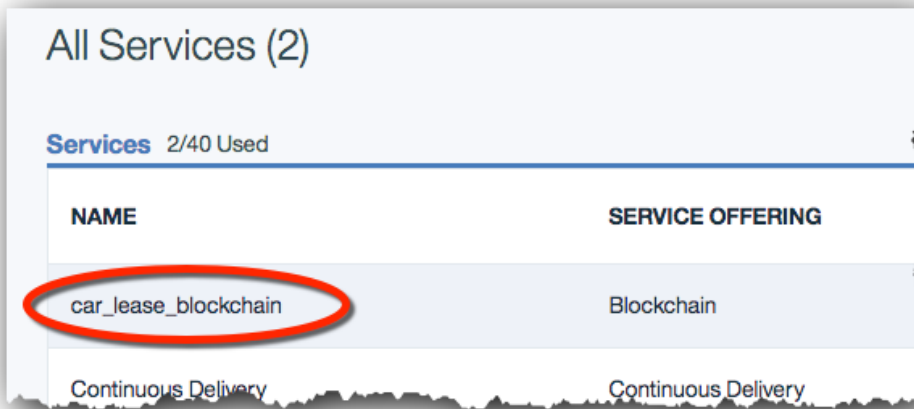 All Services (2)
Services 2/40 Used
NAME SERVICE OFFERING
car_lease_blockchain Blockchain
Continuous Delivery Continuous Delivery